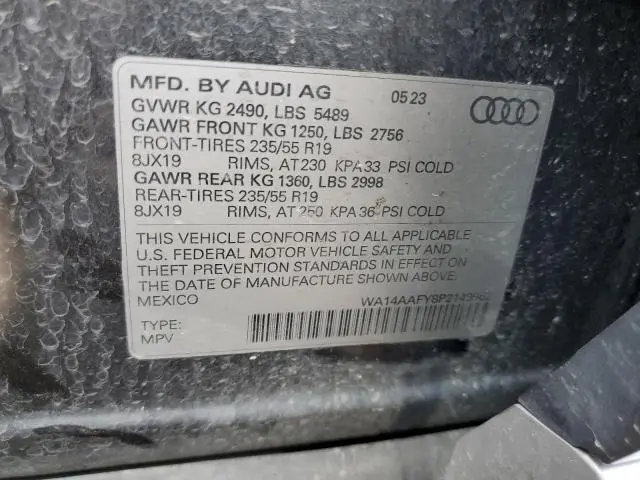 MFD. BY AUDI AG 05 23
GVWR KG 2490, LBS 5489
GAWR FRONT KG 1250, LBS 2756
FRONT-TIRES 235/55 R19
8JX19 RIMS, AT 230 KPA 33 PSI COLD
GAWR REAR KG 1360, LBS 2998
REAR-TIRES 235/55 R19
8JX19 RIMS, AT 250 KPA 36 PSI COLD
THIS VEHICLE CONFORMS TO ALL APPLICABLE
U.S. FEDERAL MOTOR VEHICLE SAFETY AND
THEFT PREVENTION STANDARDS IN EFFECT ON
THE DATE OF MANUFACTURE SHOWN ABOVE.
MEXICO
TYPE:
MPV